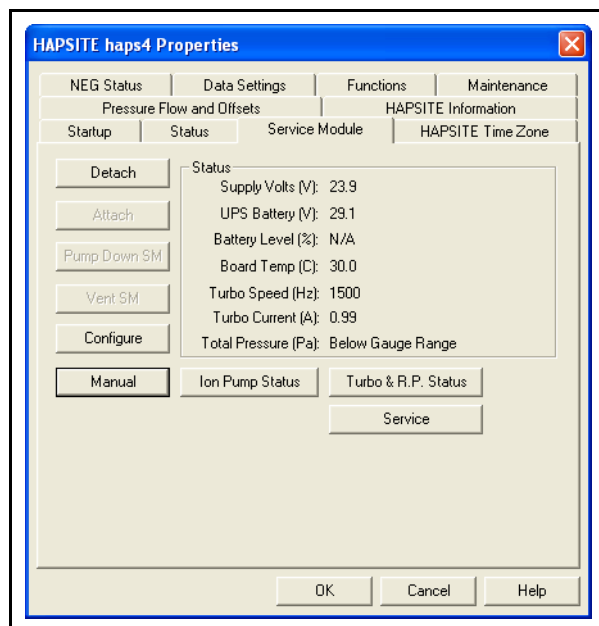 HAPSITE haps4 Properties
NEG Status Data Settings Functions Maintenance
Pressure Flow and Offsets HAPSITE Information
Startup Status Service Module HAPSITE Time Zone
Detach
Attach
Pump Down SM
Vent SM
Configure
Manual
Status
Supply Volts (V): 23.9
UPS Battery (V): 29.1
Battery Level (%): N/A
Board Temp (C): 30.0
Turbo Speed (Hz): 1500
Turbo Current (A): 0.99
Total Pressure (Pa): Below Gauge Range
Ion Pump Status Turbo & R.P. Status
Service
OK Cancel Help